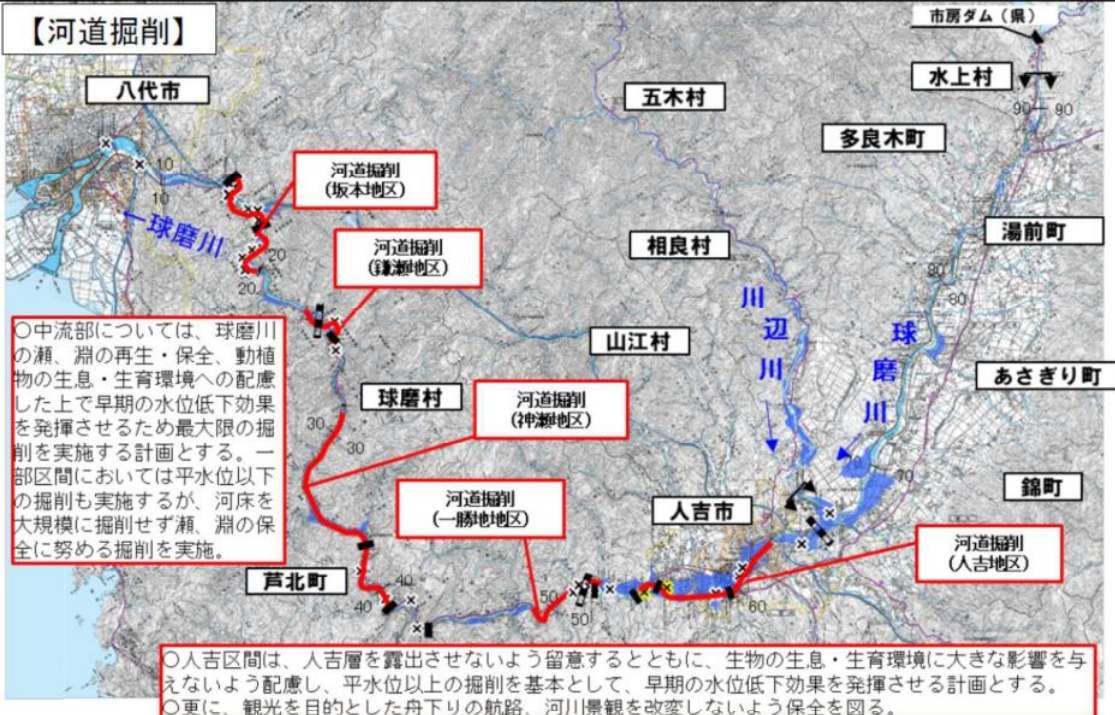 【河道掘削】
市房ダム（県）
八代市
水上村
五木村
90 90
多良木町
10
10
河道掘削
（坂本地区）
湯前町
←球磨川
相良村
河道掘削
（鎌瀬地区）
20
20
80
80
川辺川
球磨川
山江村
あさぎり町
○中流部については、球磨川
の瀬、淵の再生・保全、動植
物の生息・生育環境への配慮
した上で早期の水位低下効果
を発揮させるため最大限の掘
削を実施する計画とする。一
部区間においては平水位以下
の掘削も実施するが、河床を
大規模に掘削せず瀬、淵の保
全に努める掘削を実施。
球磨村
河道掘削
（神瀬地区）
30
30
70
錦町
河道掘削
（一勝地地区）
人吉市
河道掘削
（人吉地区）
芦北町
40
40
50
50
60
○人吉区間は、人吉層を露出させないよう留意するとともに、生物の生息・生育環境に大きな影響を与
えないよう配慮し、平水位以上の掘削を基本として、早期の水位低下効果を発揮させる計画とする。
○更に、観光を目的とした舟下りの航路、河川景観を改変しないよう保全を図る。